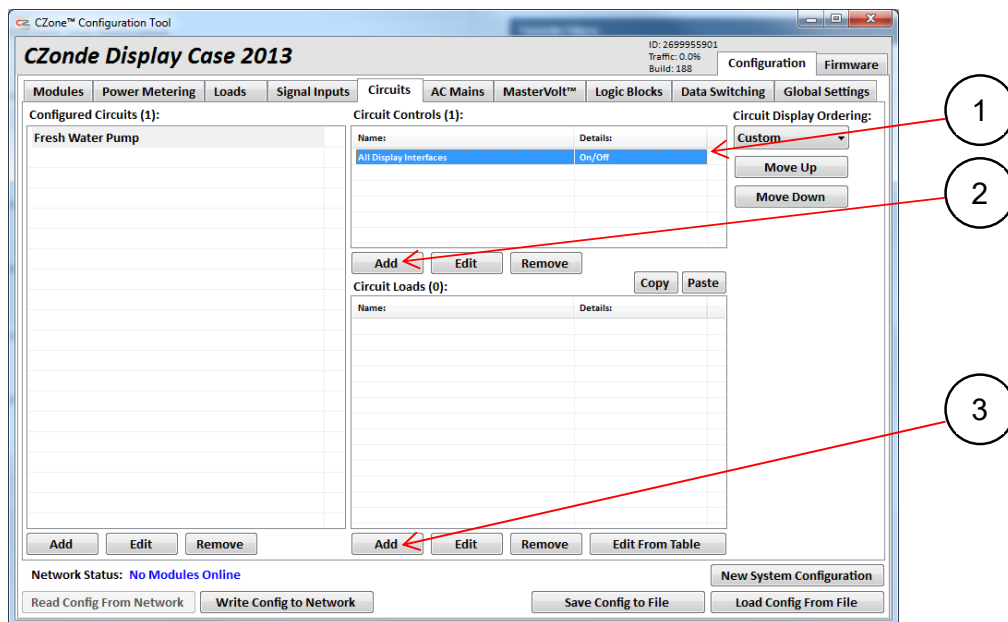 CZone™ Configuration Tool
CZonde Display Case 2013
ID: 2699955901
Traffic: 0.0%
Build: 188
Configuration Firmware
Modules Power Metering Loads Signal Inputs Circuits AC Mains MasterVolt™ Logic Blocks Data Switching Global Settings
Configured Circuits (1):
Fresh Water Pump
Add Edit Remove
Circuit Controls (1):
Name: Details:
All Display Interfaces On/Off
Add Edit Remove
Circuit Loads (0):
Copy Paste
Name: Details:
Add Edit Remove Edit From Table
Circuit Display Ordering:
Custom
Move Up
Move Down
Network Status: No Modules Online
New System Configuration
Read Config From Network Write Config to Network Save Config to File Load Config From File
1
2
3